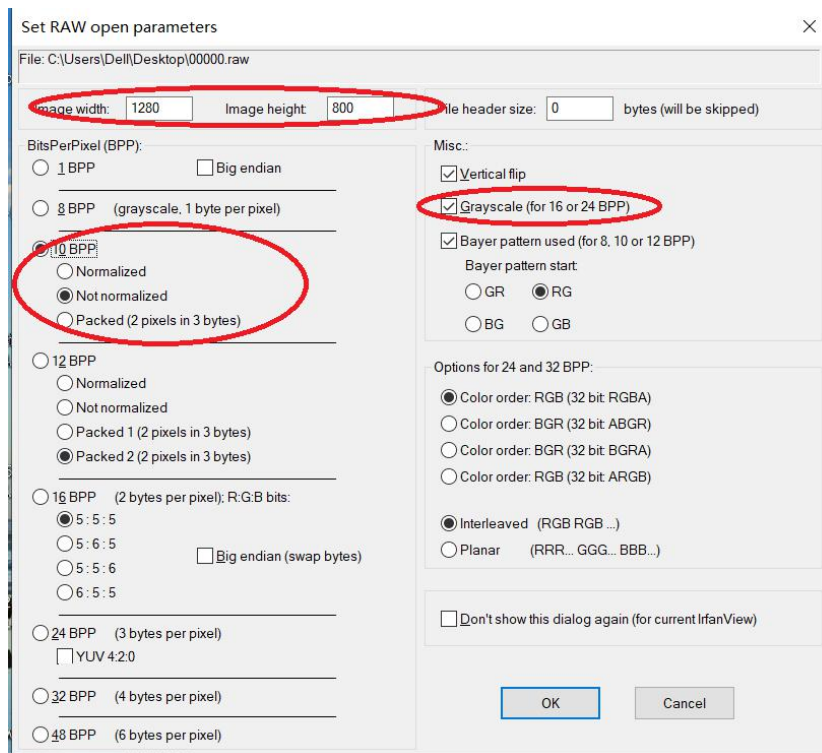 Set RAW open parameters
File: C:\Users\Dell\Desktop\00000.raw
Image width: 1280 Image height: 800
File header size: 0 bytes (will be skipped)
BitsPerPixel (BPP):
1 BPP Big endian
8 BPP (grayscale, 1 byte per pixel)
10 BPP
Normalized
Not normalized
Packed (2 pixels in 3 bytes)
12 BPP
Normalized
Not normalized
Packed 1 (2 pixels in 3 bytes)
Packed 2 (2 pixels in 3 bytes)
16 BPP (2 bytes per pixel); R:G:B bits:
5 : 5 : 5
5 : 6 : 5
5 : 5 : 6
6 : 5 : 5
Big endian (swap bytes)
24 BPP (3 bytes per pixel)
YUV 4:2:0
32 BPP (4 bytes per pixel)
48 BPP (6 bytes per pixel)
Misc.:
Vertical flip
Grayscale (for 16 or 24 BPP)
Bayer pattern used (for 8, 10 or 12 BPP)
Bayer pattern start:
GR RG
BG GB
Options for 24 and 32 BPP:
Color order: RGB (32 bit: RGBA)
Color order: BGR (32 bit: ABGR)
Color order: BGR (32 bit: BGRA)
Color order: RGB (32 bit: ARGB)
Interleaved (RGB RGB ...)
Planar (RRR... GGG... BBB...)
Don't show this dialog again (for current IrfanView)
OK Cancel